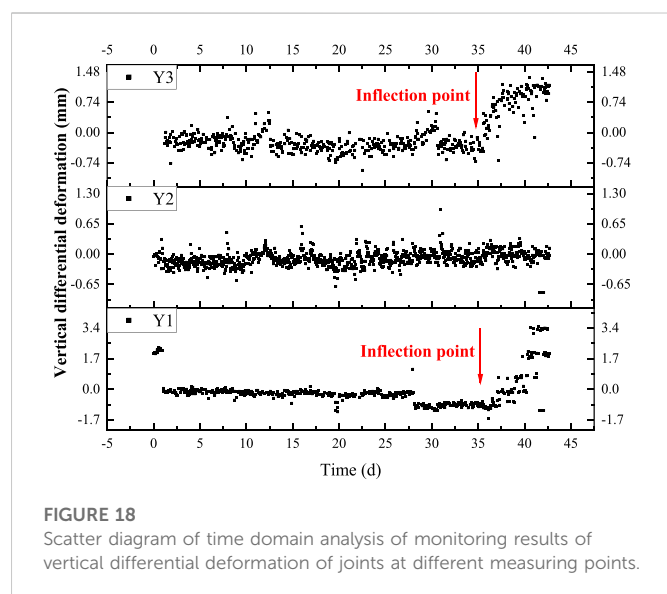 -5 0 5 10 15 20 25 30 35 40 45
1.48 Y3 1.48
Inflection point
0.74 0.74
0.00 0.00
-0.74 -0.74
1.30 Y2 1.30
0.65 0.65
0.00 0.00
-0.65 -0.65
Y1
3.4 3.4
Inflection point
1.7 1.7
0.0 0.0
-1.7 -1.7
Vertical differential deformation (mm)
-5 0 5 10 15 20 25 30 35 40 45
Time (d)
FIGURE 18
Scatter diagram of time domain analysis of monitoring results of
vertical differential deformation of joints at different measuring points.